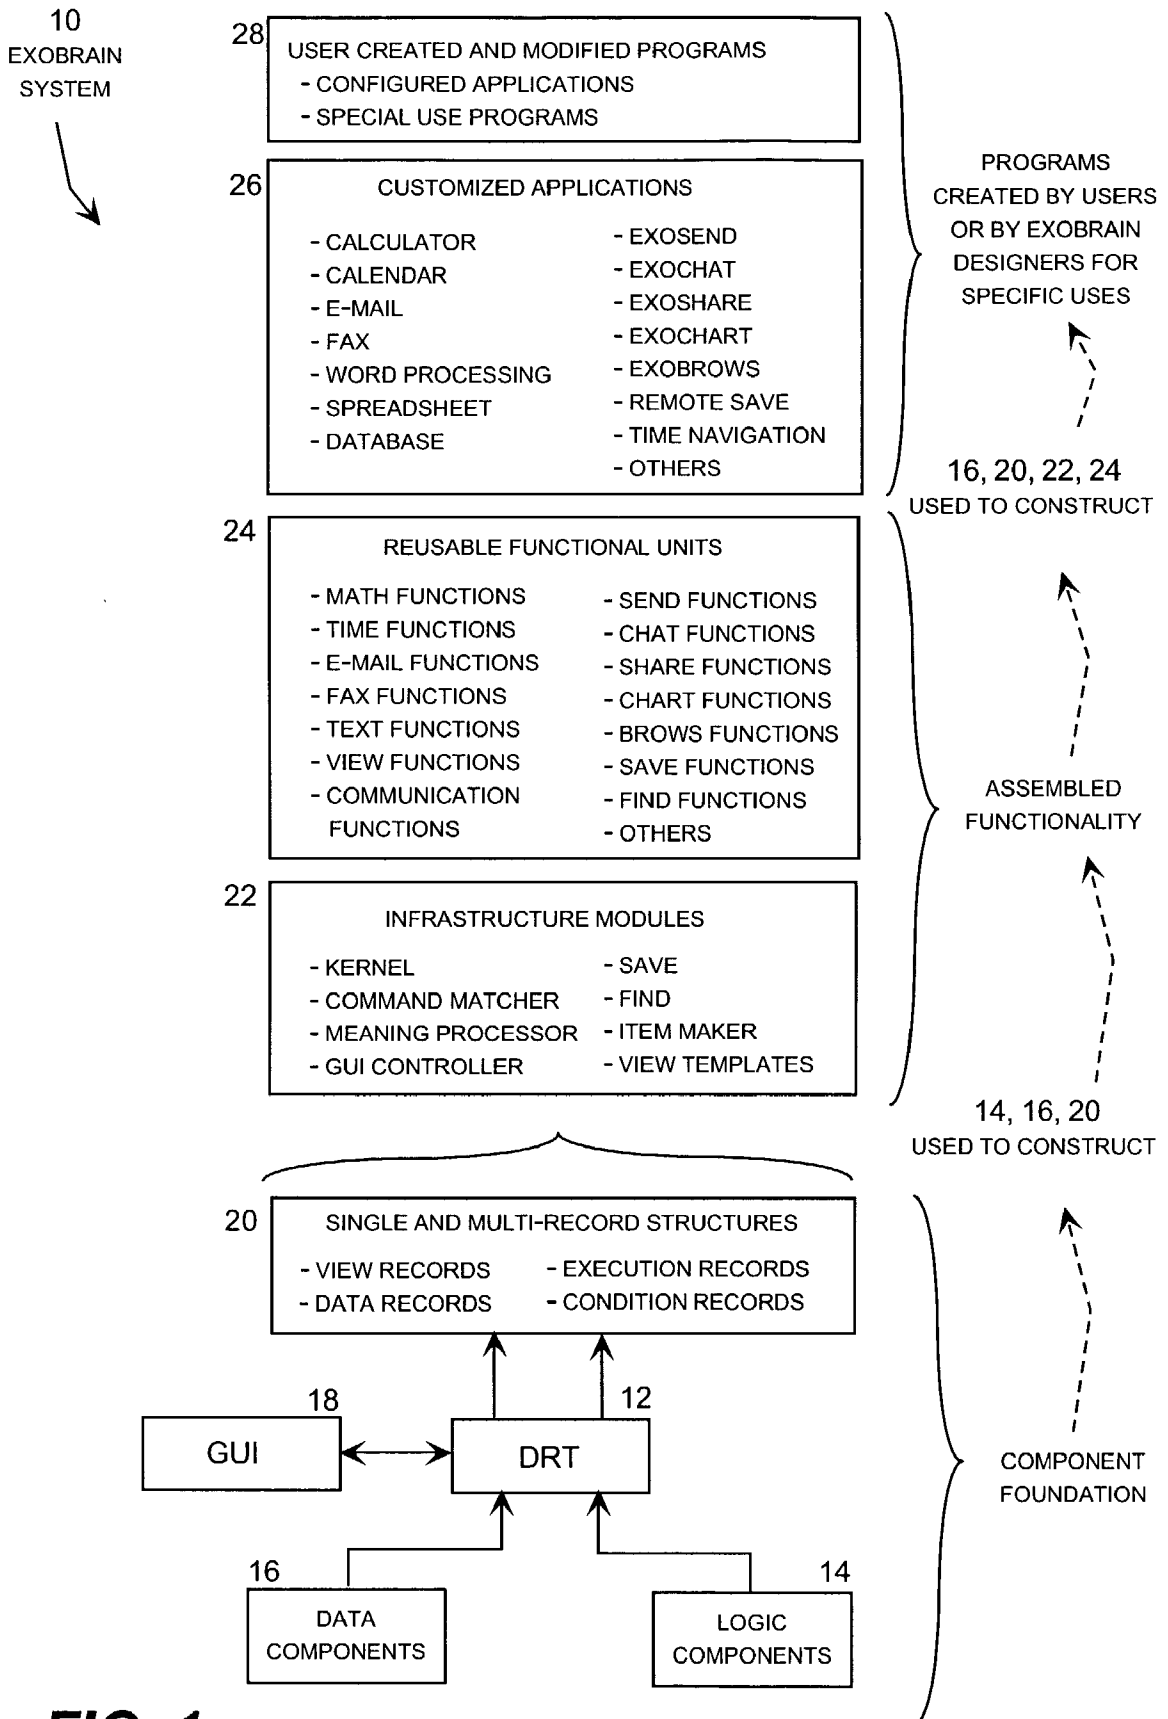 10
EXOBRAIN
SYSTEM
28
USER CREATED AND MODIFIED PROGRAMS
- CONFIGURED APPLICATIONS
- SPECIAL USE PROGRAMS
26
CUSTOMIZED APPLICATIONS
- CALCULATOR
- CALENDAR
- E-MAIL
- FAX
- WORD PROCESSING
- SPREADSHEET
- DATABASE
- EXOSEND
- EXOCHAT
- EXOSHARE
- EXOCHART
- EXOBROWS
- REMOTE SAVE
- TIME NAVIGATION
- OTHERS
PROGRAMS
CREATED BY USERS
OR BY EXOBRAIN
DESIGNERS FOR
SPECIFIC USES
16, 20, 22, 24
USED TO CONSTRUCT
24
REUSABLE FUNCTIONAL UNITS
- MATH FUNCTIONS
- TIME FUNCTIONS
- E-MAIL FUNCTIONS
- FAX FUNCTIONS
- TEXT FUNCTIONS
- VIEW FUNCTIONS
- COMMUNICATION
FUNCTIONS
- SEND FUNCTIONS
- CHAT FUNCTIONS
- SHARE FUNCTIONS
- CHART FUNCTIONS
- BROWS FUNCTIONS
- SAVE FUNCTIONS
- FIND FUNCTIONS
- OTHERS
ASSEMBLED
FUNCTIONALITY
22
INFRASTRUCTURE MODULES
- KERNEL
- COMMAND MATCHER
- MEANING PROCESSOR
- GUI CONTROLLER
- SAVE
- FIND
- ITEM MAKER
- VIEW TEMPLATES
14, 16, 20
USED TO CONSTRUCT
20
SINGLE AND MULTI-RECORD STRUCTURES
- VIEW RECORDS
- DATA RECORDS
- EXECUTION RECORDS
- CONDITION RECORDS
18
GUI
12
DRT
COMPONENT
FOUNDATION
16
DATA
COMPONENTS
14
LOGIC
COMPONENTS